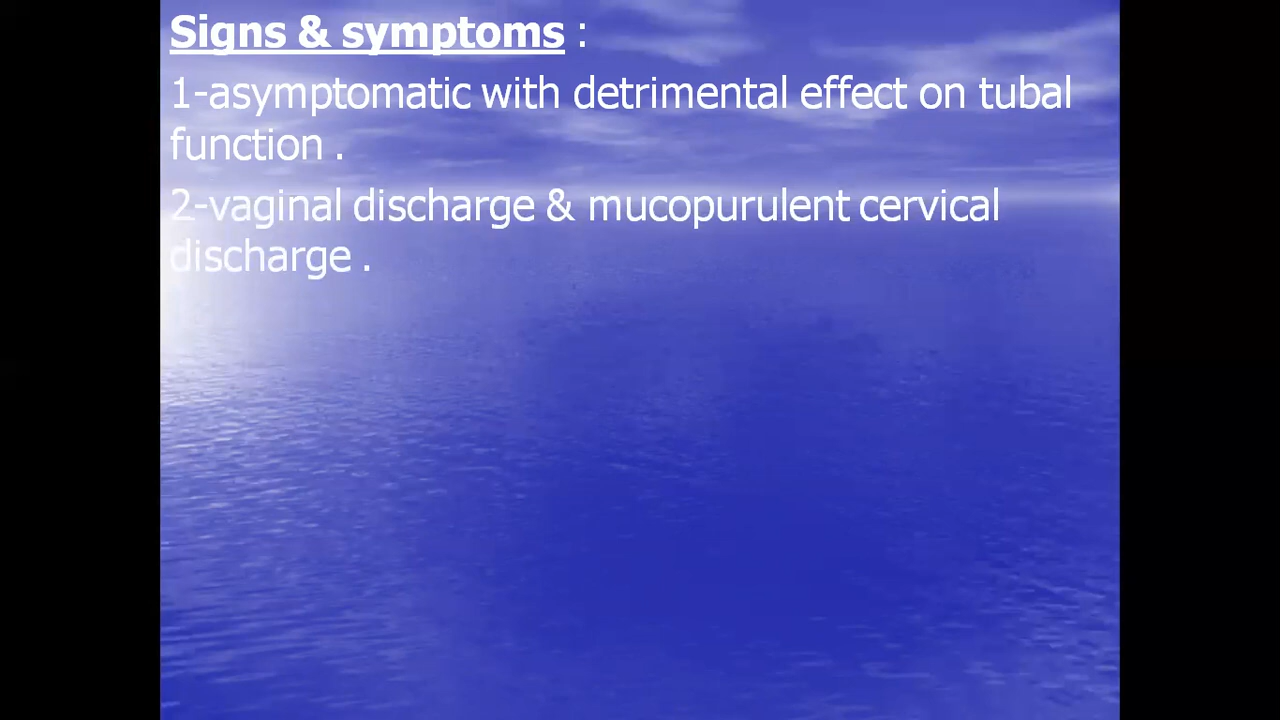 Signs & symptoms :
1-asymptomatic with detrimental effect on tubal
function .
2-vaginal discharge & mucopurulent cervical
discharge .